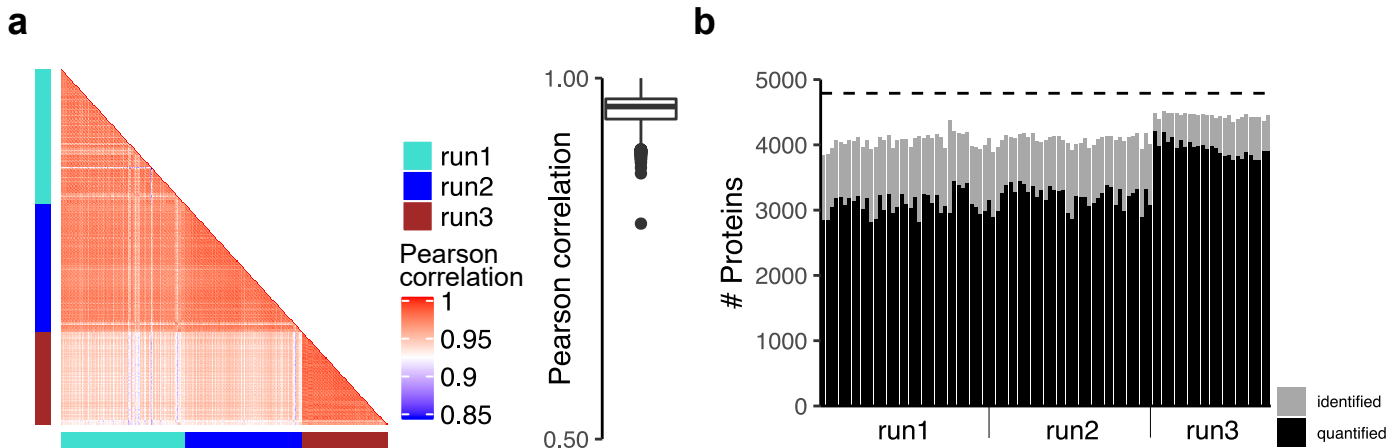 a
run1
run2
run3
Pearson
correlation
1
0.95
0.9
0.85
1.00
Pearson correlation
0.50
b
5000
4000
3000
2000
1000
0
# Proteins
run1
run2
run3
identified
quantified